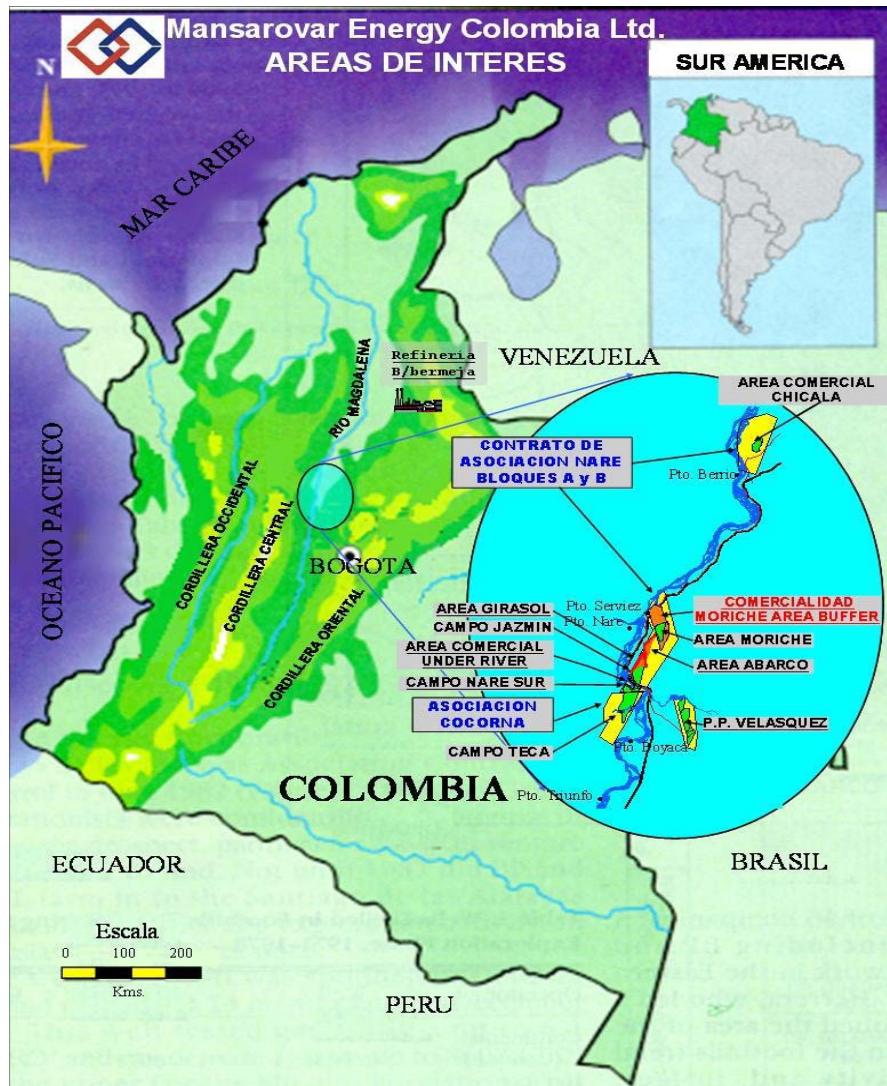 Mansarovar Energy Colombia Ltd.
AREAS DE INTERES
N
SUR AMERICA
MAR CARIBE
Refineria
B/bermeja
VENEZUELA
RIO MAGDALENA
AREA COMERCIAL
CHICALA
CONTRATO DE
ASOCIACION NARE
BLOQUES A y B
Pto. Berrio
OCEANO PACIFICO
CORDILLERA OCCIDENTAL
CORDILLERA CENTRAL
BOGOTA
CORDILLERA ORIENTAL
AREA GIRASOL
Pto. Serviez
COMERCIALIDAD
MORICHE AREA BUFFER
CAMPO JAZMIN
Pto. Nare
AREA MORICHE
AREA COMERCIAL
UNDER RIVER
AREA ABARCO
CAMPO NARE SUR
ASOCIACION
COCORNA
P.P. VELASQUEZ
CAMPO TECA
Pto. Boyaca
COLOMBIA
Pto. Triunfo
ECUADOR
BRASIL
Escala
0 100 200
Kms.
PERU